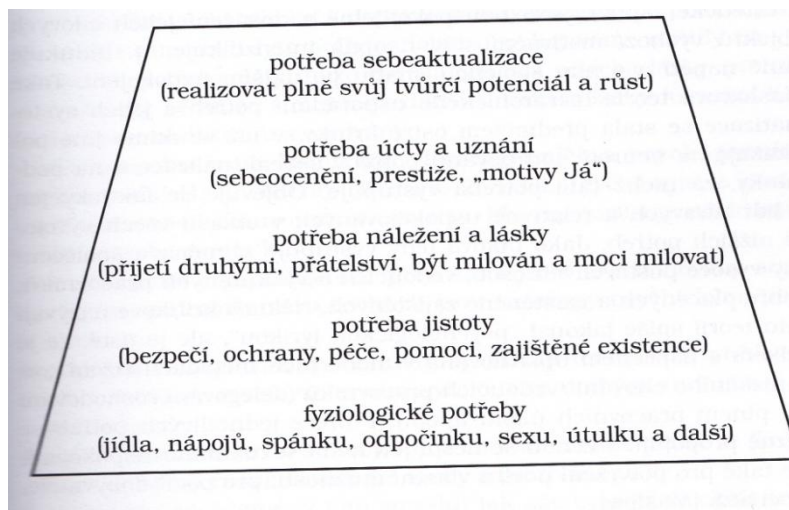 potřeba sebeaktualizace
(realizovat plně svůj tvůrčí potenciál a růst)
potřeba úcty a uznání
(sebeocenění, prestiže, „motivy Já“)
potřeba náležení a lásky
(přijetí druhými, přátelství, být milován a moci milovat)
potřeba jistoty
(bezpečí, ochrany, péče, pomoci, zajištěné existence)
fyziologické potřeby
(jídla, nápojů, spánku, odpočinku, sexu, útulku a další)